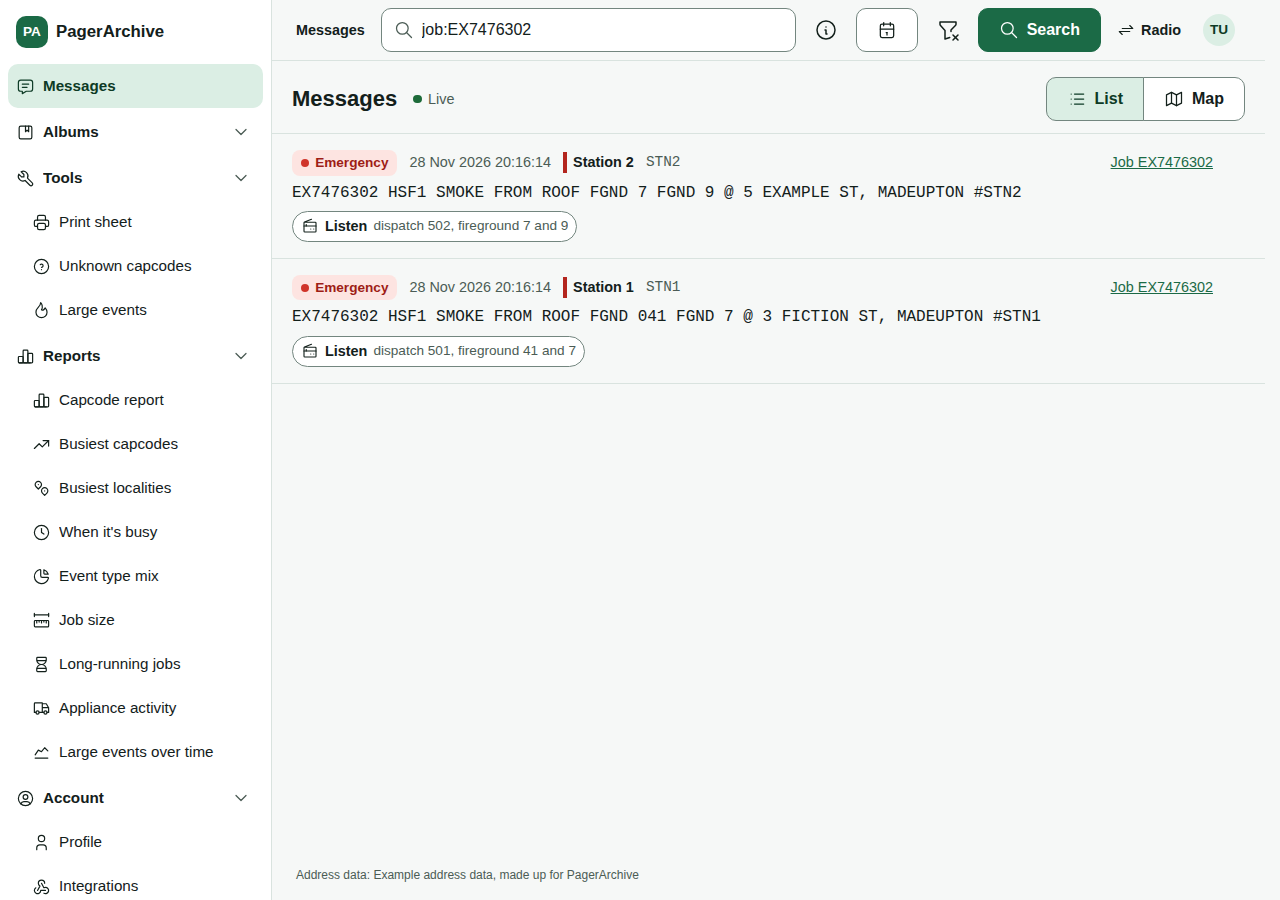 PA PagerArchive
Messages
Albums
Tools
Print sheet
Unknown capcodes
Large events
Reports
Capcode report
Busiest capcodes
Busiest localities
When it's busy
Event type mix
Job size
Long-running jobs
Appliance activity
Large events over time
Account
Profile
Integrations
Messages job:EX7476302 Search Radio TU
Messages Live List Map
Emergency 28 Nov 2026 20:16:14 Station 2 STN2 Job EX7476302
EX7476302 HSF1 SMOKE FROM ROOF FGND 7 FGND 9 @ 5 EXAMPLE ST, MADEUPTON #STN2
Listen dispatch 502, fireground 7 and 9
Emergency 28 Nov 2026 20:16:14 Station 1 STN1 Job EX7476302
EX7476302 HSF1 SMOKE FROM ROOF FGND 041 FGND 7 @ 3 FICTION ST, MADEUPTON #STN1
Listen dispatch 501, fireground 41 and 7
Address data: Example address data, made up for PagerArchive